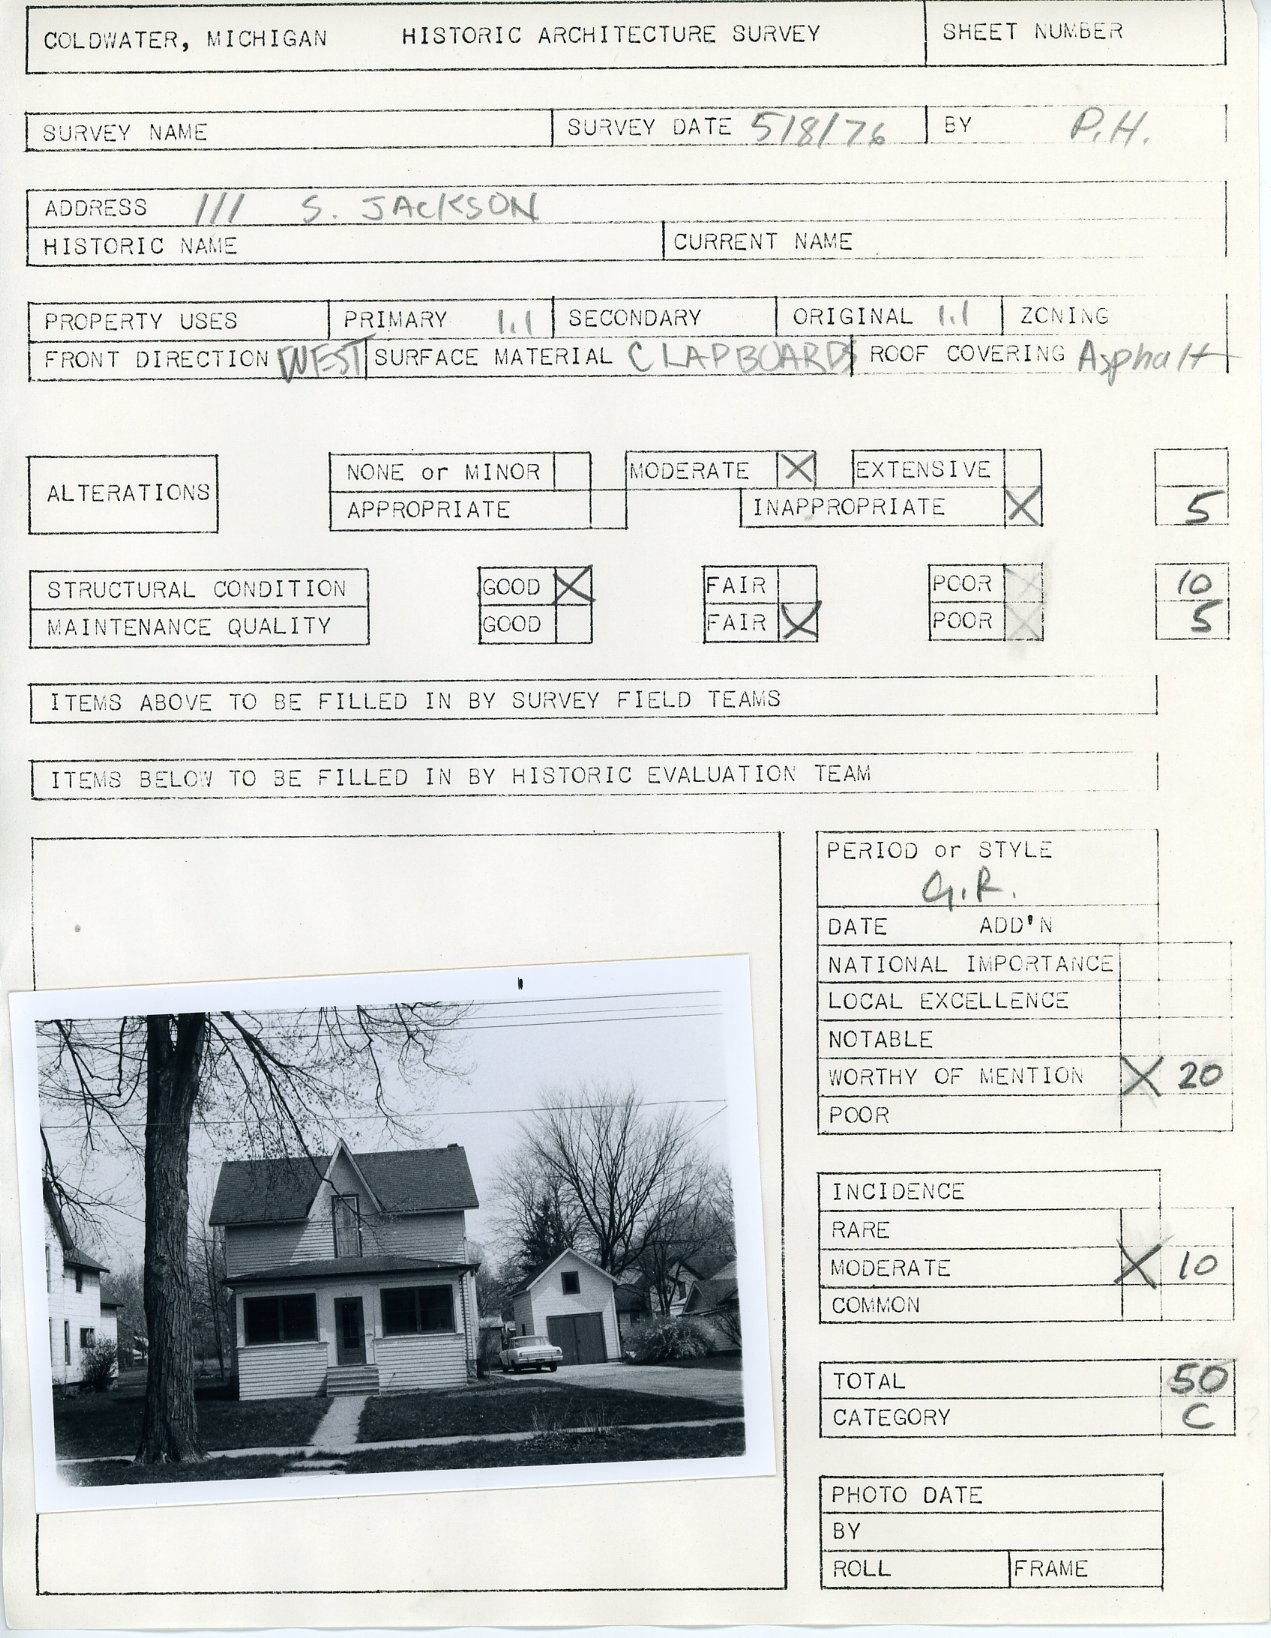 COLDWATER, MICHIGAN HISTORIC ARCHITECTURE SURVEY SHEET NUMBER
SURVEY NAME SURVEY DATE 5/8/76 BY P.H.
ADDRESS 111 S. JACKSON
HISTORIC NAME CURRENT NAME
PROPERTY USES PRIMARY 1.1 SECONDARY ORIGINAL 1.1 ZONING
FRONT DIRECTION WEST SURFACE MATERIAL CLAPBOARDS ROOF COVERING Asphalt
ALTERATIONS NONE or MINOR MODERATE X EXTENSIVE
APPROPRIATE INAPPROPRIATE X 5
STRUCTURAL CONDITION GOOD X FAIR POOR 10
MAINTENANCE QUALITY GOOD FAIR X POOR 5
ITEMS ABOVE TO BE FILLED IN BY SURVEY FIELD TEAMS
ITEMS BELOW TO BE FILLED IN BY HISTORIC EVALUATION TEAM
PERIOD or STYLE
G.R.
DATE ADD'N
NATIONAL IMPORTANCE
LOCAL EXCELLENCE
NOTABLE
WORTHY OF MENTION X 20
POOR
INCIDENCE
RARE
MODERATE X 10
COMMON
TOTAL 50
CATEGORY C
PHOTO DATE
BY
ROLL FRAME